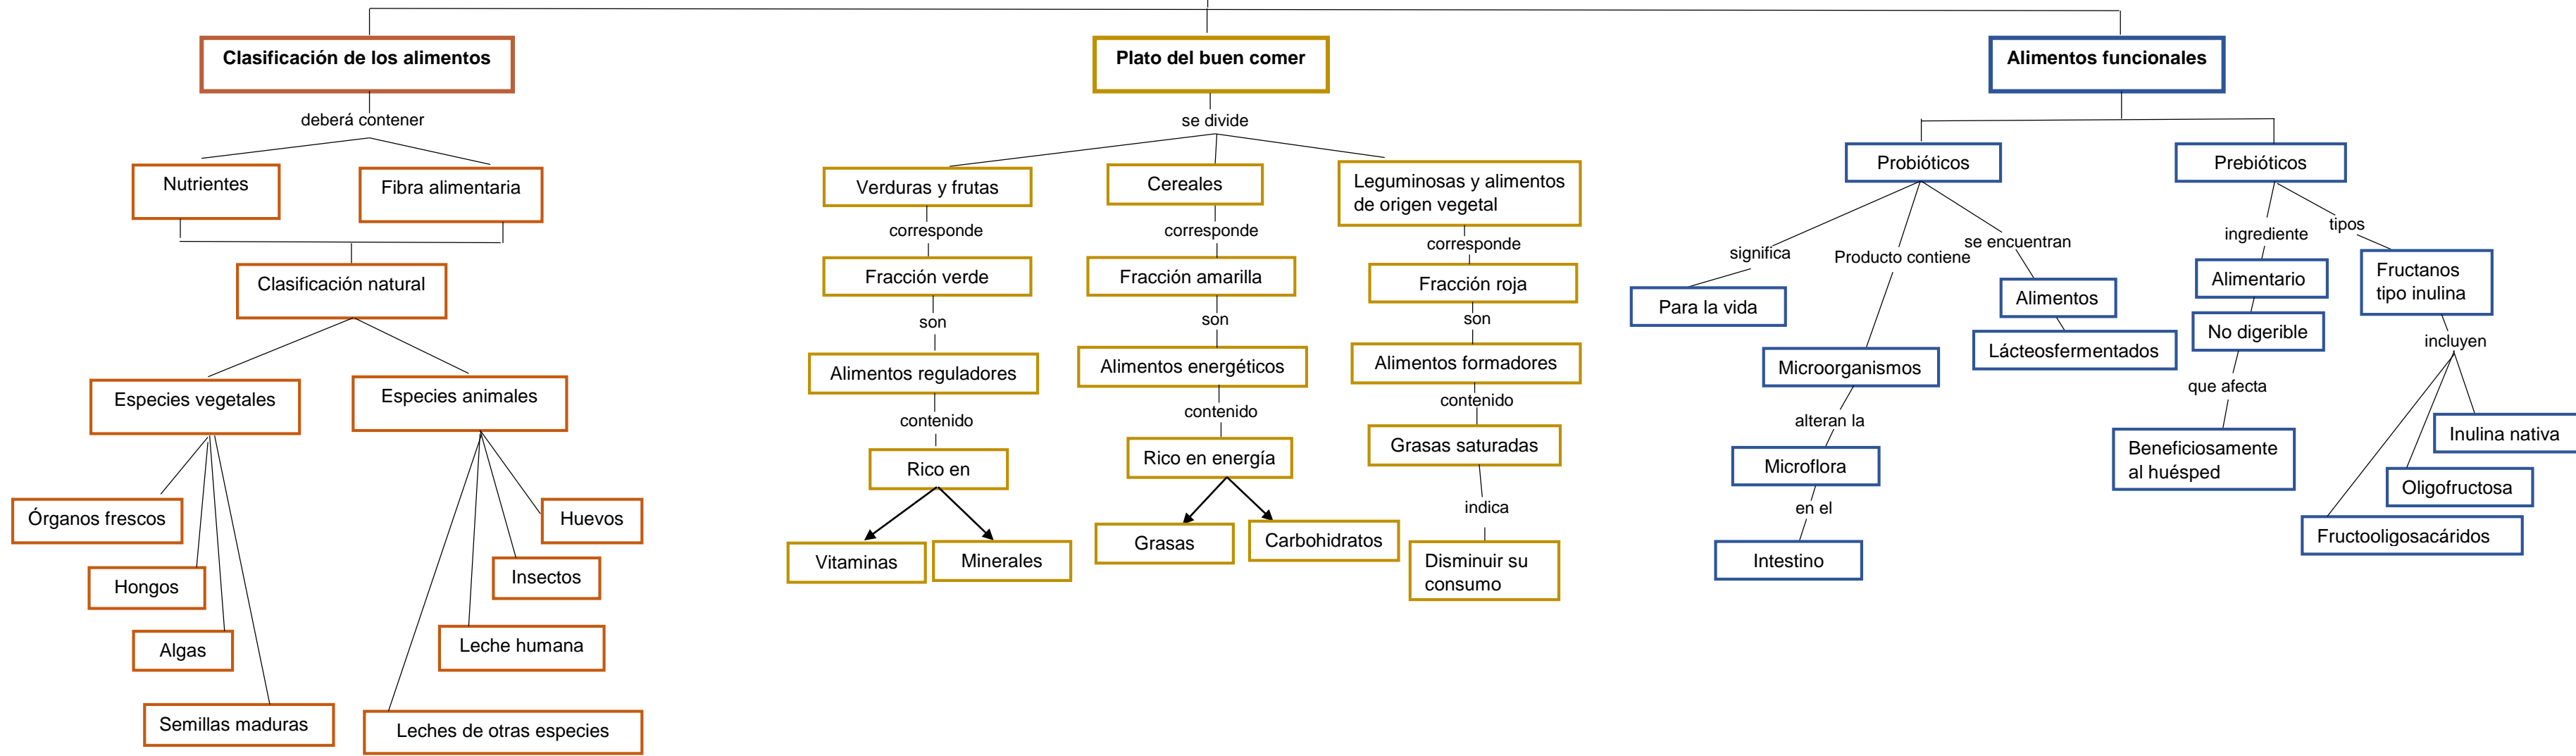 Clasificación de los alimentos
deberá contener
Nutrientes
Fibra alimentaria
Clasificación natural
Especies vegetales
Especies animales
Órganos frescos
Hongos
Algas
Semillas maduras
Huevos
Insectos
Leche humana
Leches de otras especies
Plato del buen comer
se divide
Verduras y frutas
corresponde
Fracción verde
son
Alimentos reguladores
contenido
Rico en
Vitaminas
Minerales
Cereales
corresponde
Fracción amarilla
son
Alimentos energéticos
contenido
Rico en energía
Grasas
Carbohidratos
Leguminosas y alimentos
de origen vegetal
corresponde
Fracción roja
son
Alimentos formadores
contenido
Grasas saturadas
indica
Disminuir su
consumo
Alimentos funcionales
Probióticos
significa
Para la vida
Producto contiene
Microorganismos
alteran la
Microflora
en el
Intestino
se encuentran
Alimentos
Lácteosfermentados
Prebióticos
ingrediente
Alimentario
No digerible
que afecta
Beneficiosamente
al huésped
tipos
Fructanos
tipo inulina
incluyen
Inulina nativa
Oligofructosa
Fructooligosacáridos